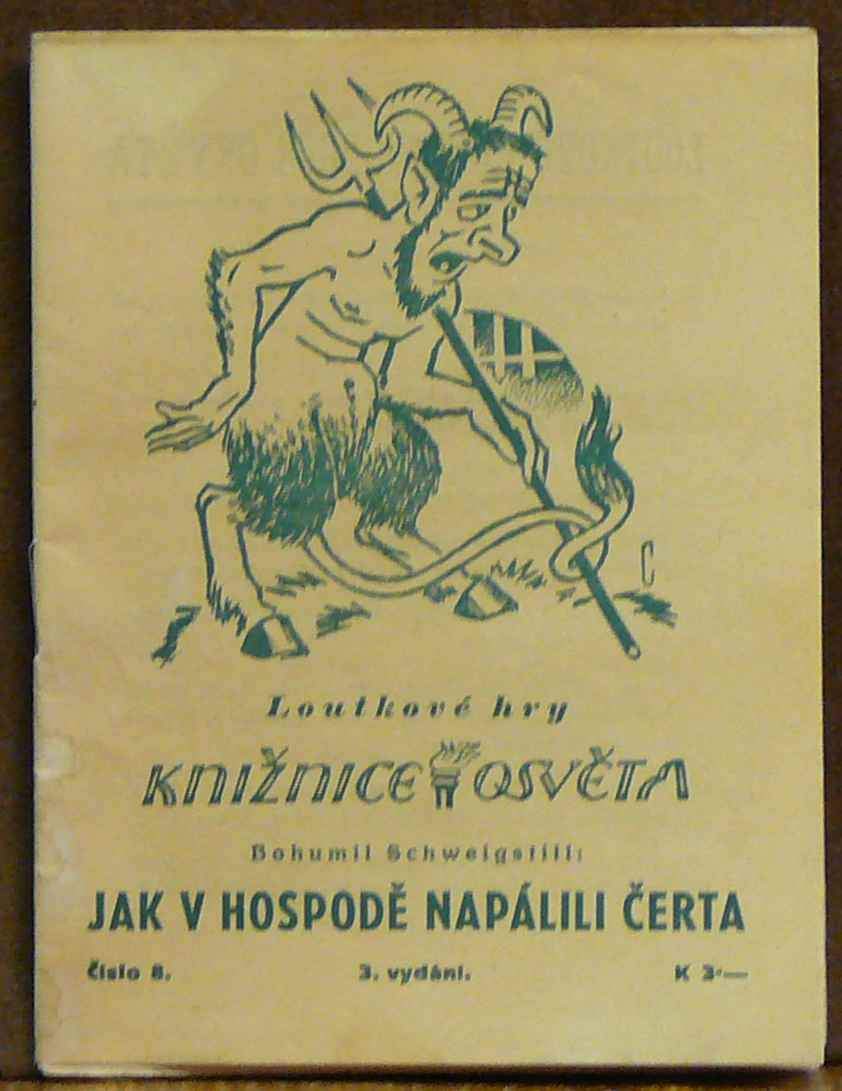 C
Loutkové hry
KNIŽNICE OSVĚTA
Bohumil Schweigstill:
JAK V HOSPODĚ NAPÁLILI ČERTA
Číslo 8. 3. vydání. K 3·—